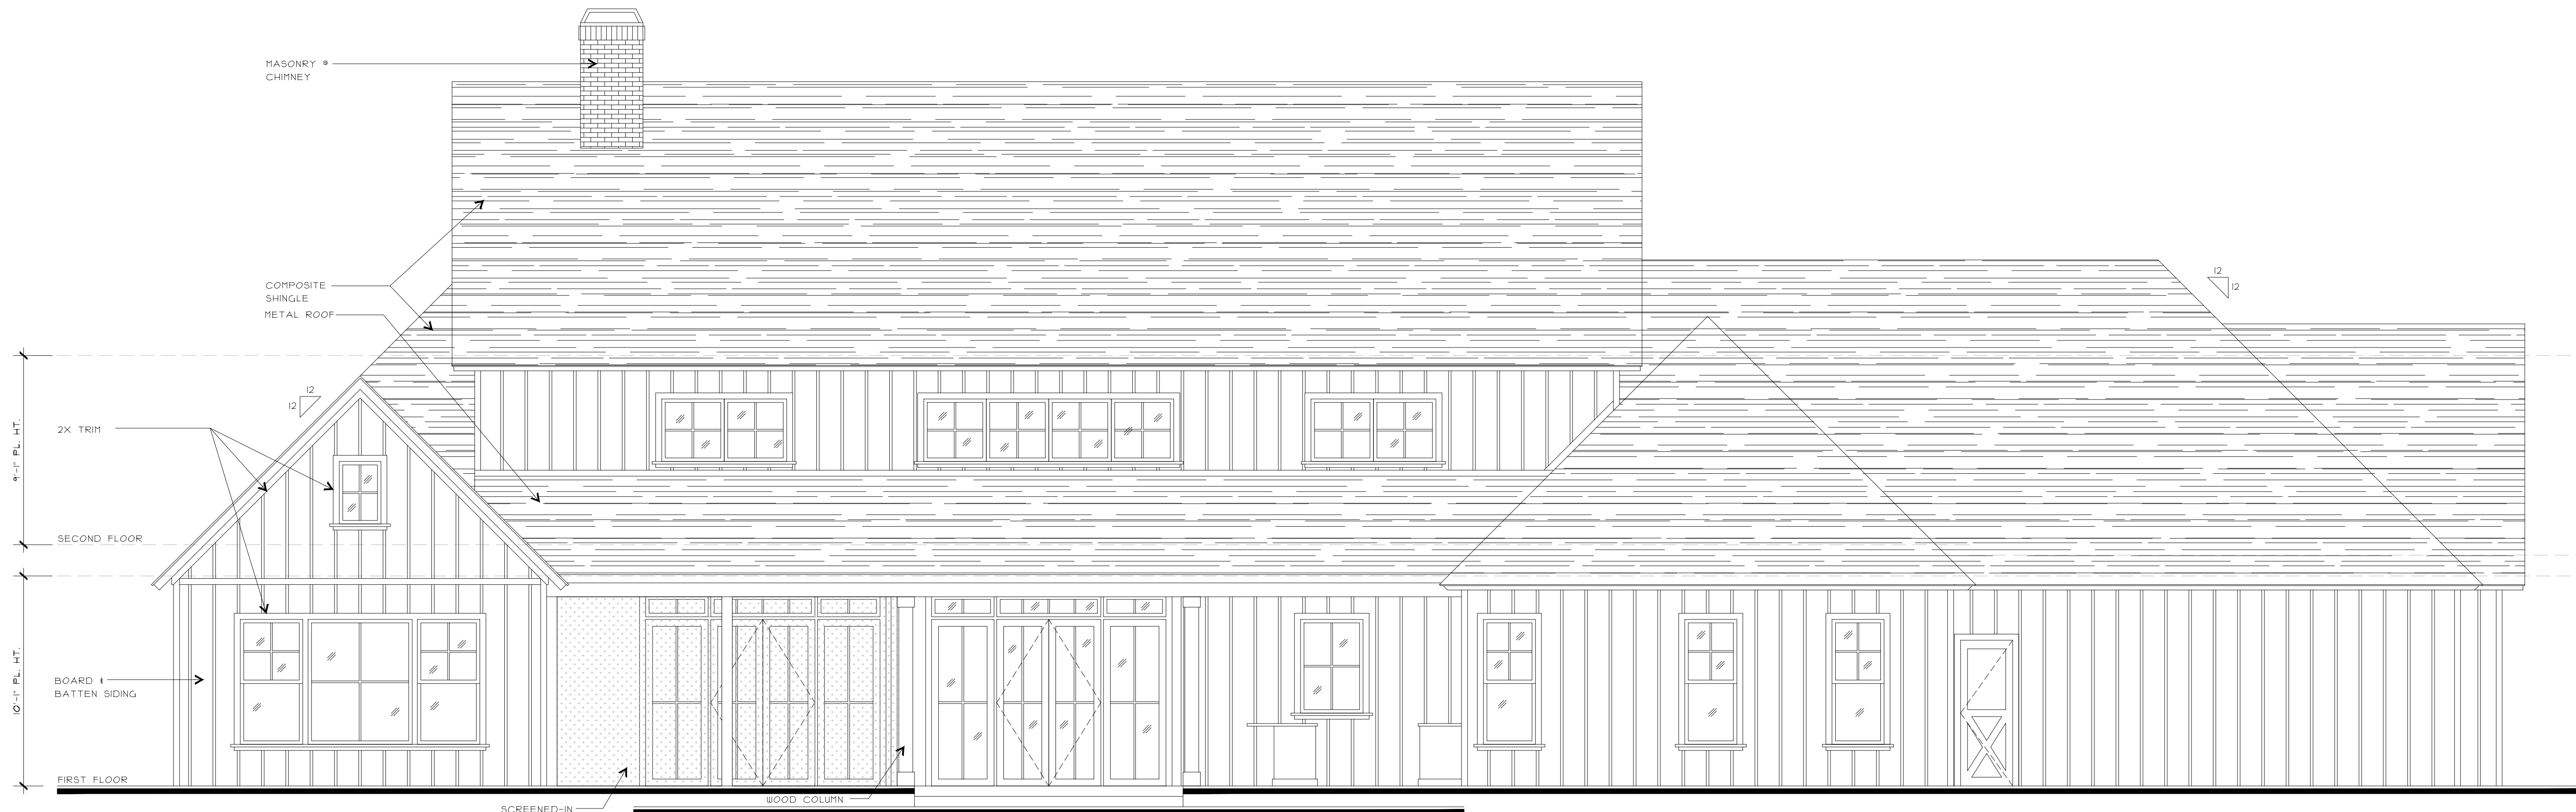 MASONRY @
CHIMNEY
12
12
COMPOSITE
SHINGLE
METAL ROOF
12
12
2X TRIM
9'-1" PL. HT.
SECOND FLOOR
10'-1" PL. HT.
BOARD &
BATTEN SIDING
FIRST FLOOR
WOOD COLUMN
SCREENED-IN